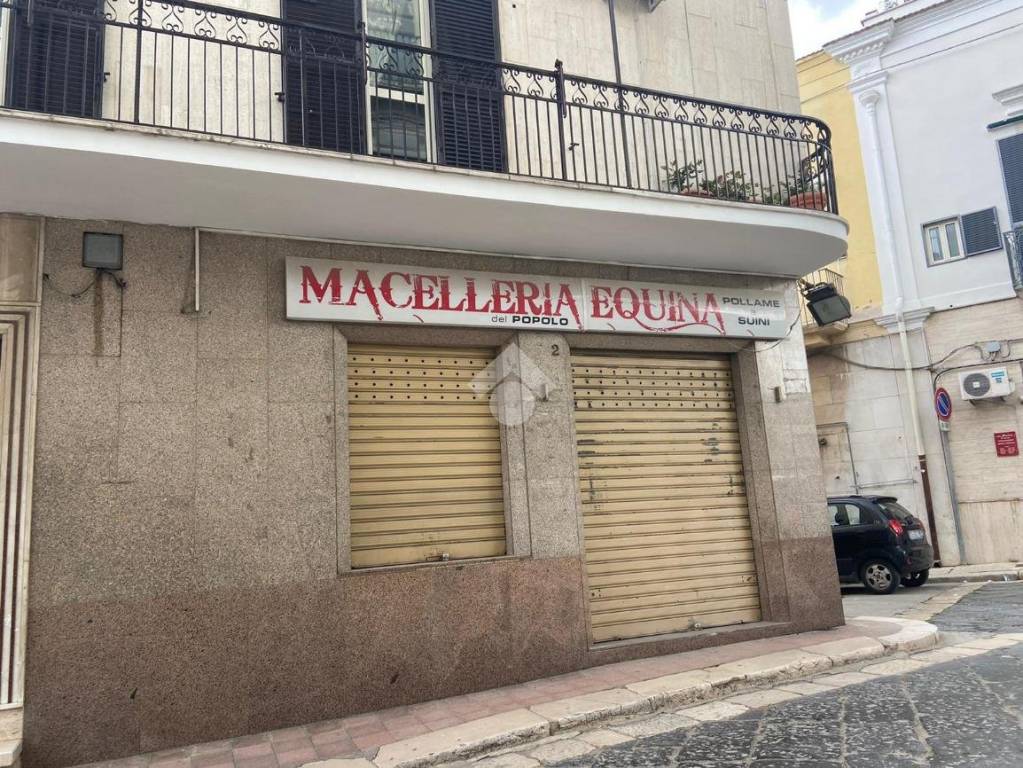 MACELLERIA EQUINA
del POPOLO
POLLAME
e
SUINI
2